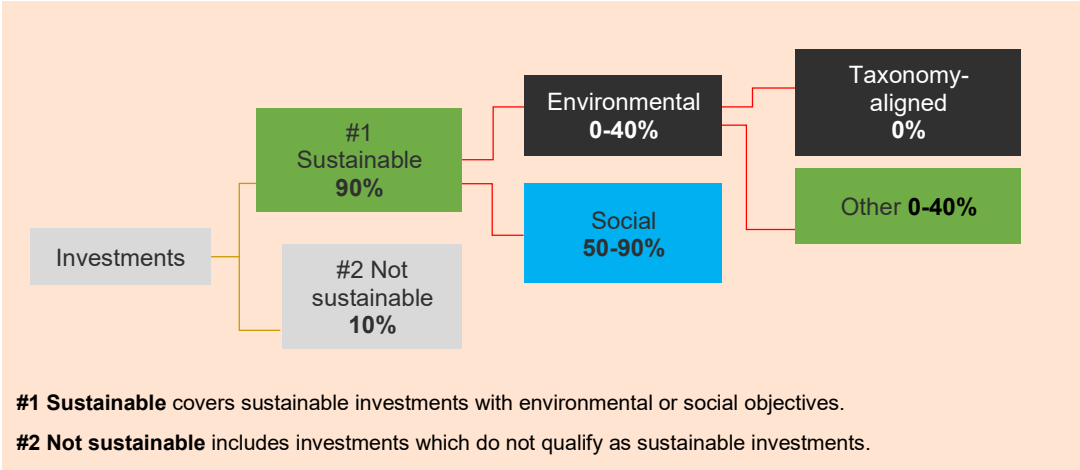 Investments
#1
Sustainable
90%
#2 Not
sustainable
10%
Environmental
0-40%
Social
50-90%
Taxonomy-
aligned
0%
Other 0-40%
#1 Sustainable covers sustainable investments with environmental or social objectives.
#2 Not sustainable includes investments which do not qualify as sustainable investments.